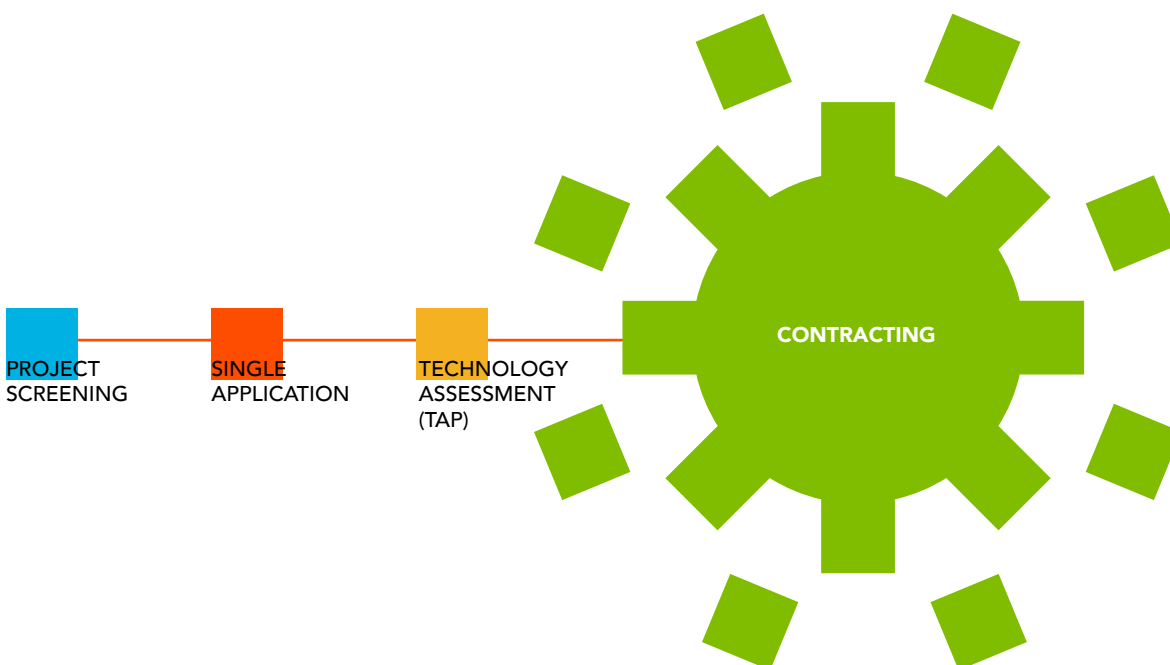 PROJECT
SCREENING
SINGLE
APPLICATION
TECHNOLOGY
ASSESSMENT
(TAP)
CONTRACTING